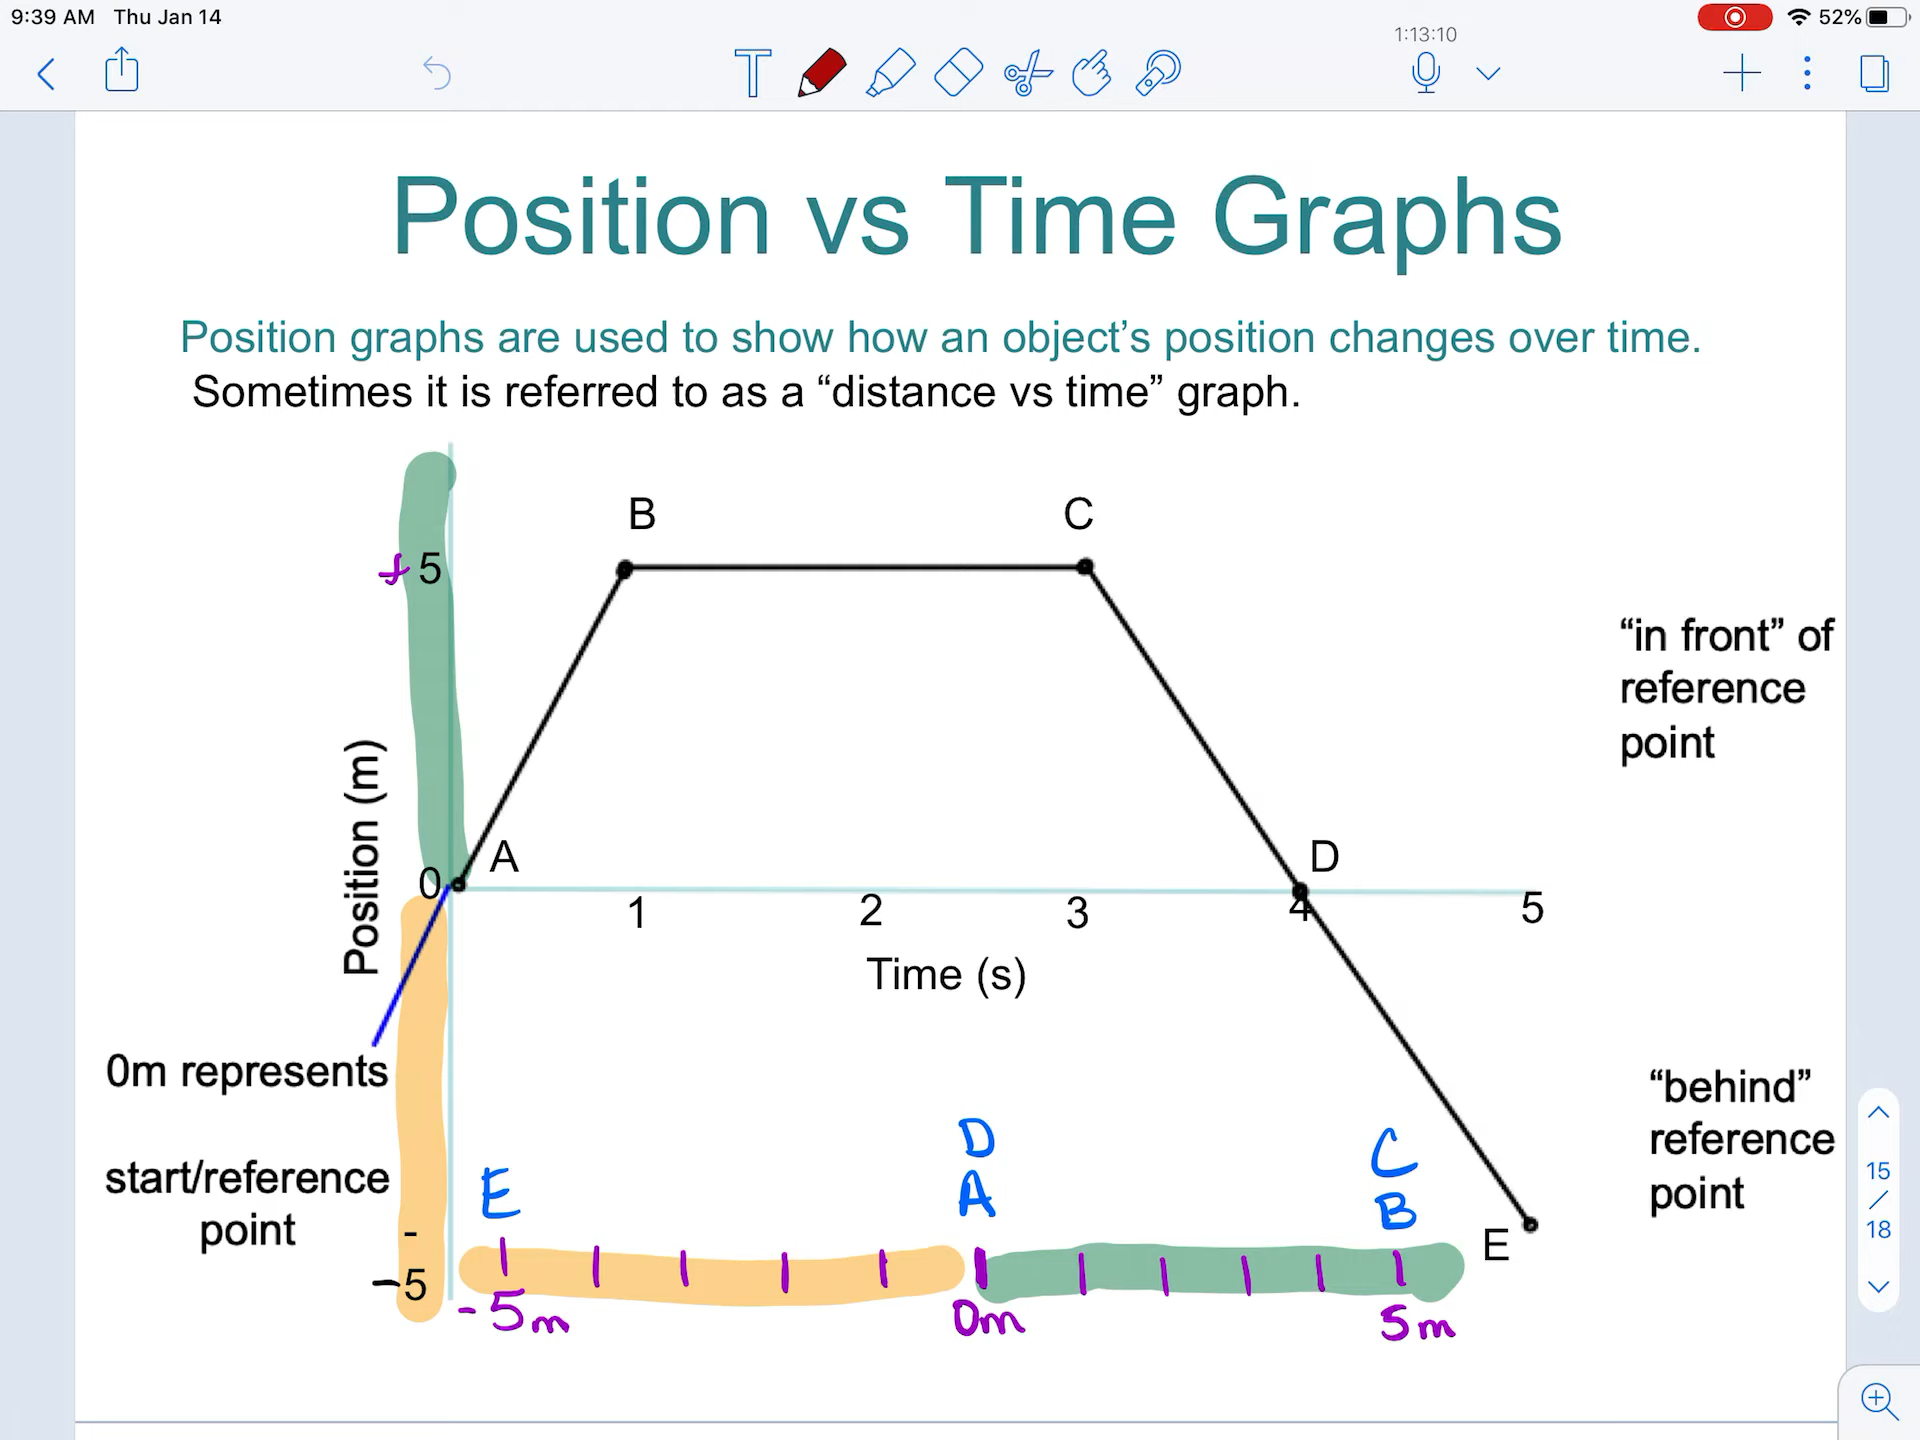 9:39 AM Thu Jan 14
52%
1:13:10
T
Position vs Time Graphs
Position graphs are used to show how an object’s position changes over time.
Sometimes it is referred to as a “distance vs time” graph.
B
C
+5
“in front” of
reference
point
Position (m)
A
D
0
1
2
3
4
5
Time (s)
0m represents
start/reference
point
“behind”
reference
point
15
/
18
D
A
C
B
E
E
-
-5
-5m
0m
5m